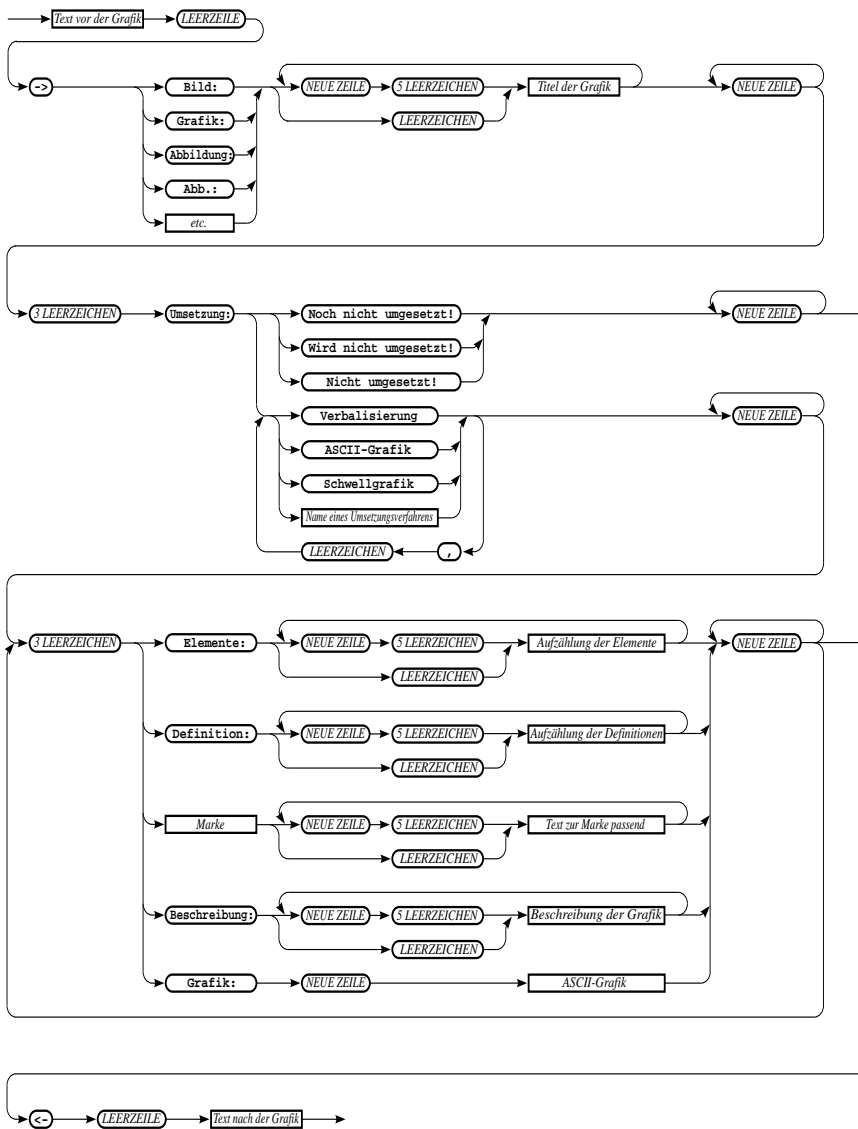 Text vor der Grafik LEERZEILE
-> Bild: NEUE ZEILE 5 LEERZEICHEN Titel der Grafik NEUE ZEILE
Grafik: LEERZEICHEN
Abbildung:
Abb.:
etc.
3 LEERZEICHEN Umsetzung: Noch nicht umgesetzt! NEUE ZEILE
Wird nicht umgesetzt!
Nicht umgesetzt!
Verbalisierung NEUE ZEILE
ASCII-Grafik
Schwellgrafik
Name eines Umsetzungsverfahrens
LEERZEICHEN ,
3 LEERZEICHEN Elemente: NEUE ZEILE 5 LEERZEICHEN Aufzählung der Elemente NEUE ZEILE
LEERZEICHEN
Definition: NEUE ZEILE 5 LEERZEICHEN Aufzählung der Definitionen
LEERZEICHEN
Marke NEUE ZEILE 5 LEERZEICHEN Text zur Marke passend
LEERZEICHEN
Beschreibung: NEUE ZEILE 5 LEERZEICHEN Beschreibung der Grafik
LEERZEICHEN
Grafik: NEUE ZEILE ASCII-Grafik
<- LEERZEILE Text nach der Grafik